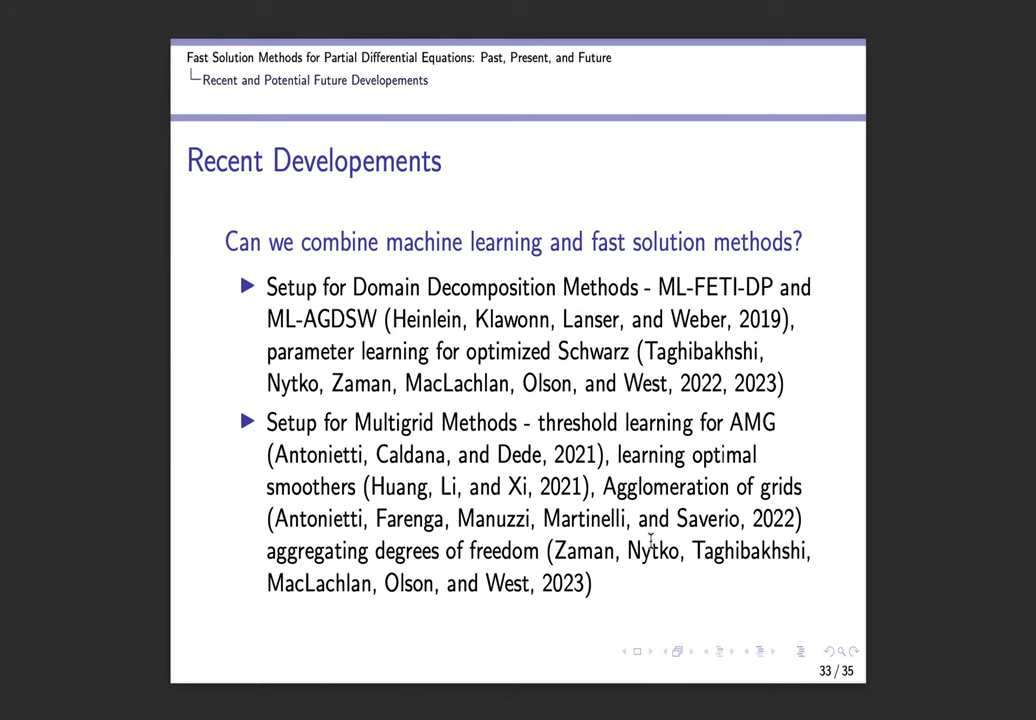 Fast Solution Methods for Partial Differential Equations: Past, Present, and Future
Recent and Potential Future Developements
Recent Developements
Can we combine machine learning and fast solution methods?
Setup for Domain Decomposition Methods - ML-FETI-DP and
ML-AGDSW (Heinlein, Klawonn, Lanser, and Weber, 2019),
parameter learning for optimized Schwarz (Taghibakhshi,
Nytko, Zaman, MacLachlan, Olson, and West, 2022, 2023)
Setup for Multigrid Methods - threshold learning for AMG
(Antonietti, Caldana, and Dede, 2021), learning optimal
smoothers (Huang, Li, and Xi, 2021), Agglomeration of grids
(Antonietti, Farenga, Manuzzi, Martinelli, and Saverio, 2022)
aggregating degrees of freedom (Zaman, Nytko, Taghibakhshi,
MacLachlan, Olson, and West, 2023)
33 / 35